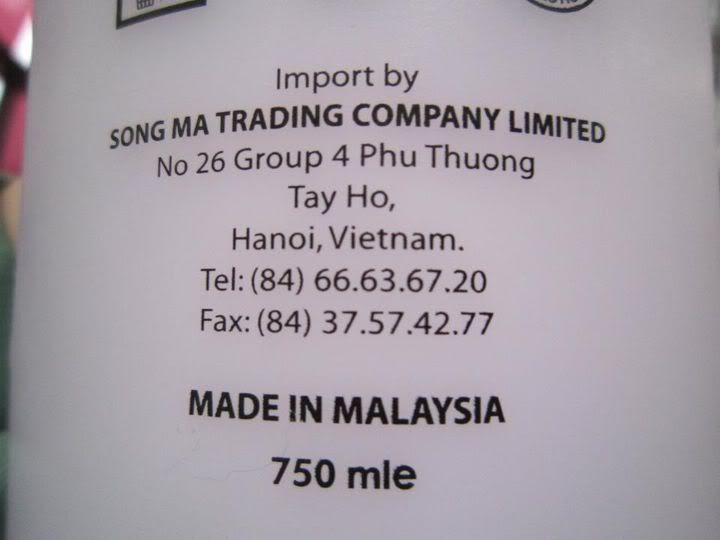 Import by
SONG MA TRADING COMPANY LIMITED
No 26 Group 4 Phu Thuong
Tay Ho,
Hanoi, Vietnam.
Tel: (84) 66.63.67.20
Fax: (84) 37.57.42.77
MADE IN MALAYSIA
750 mle